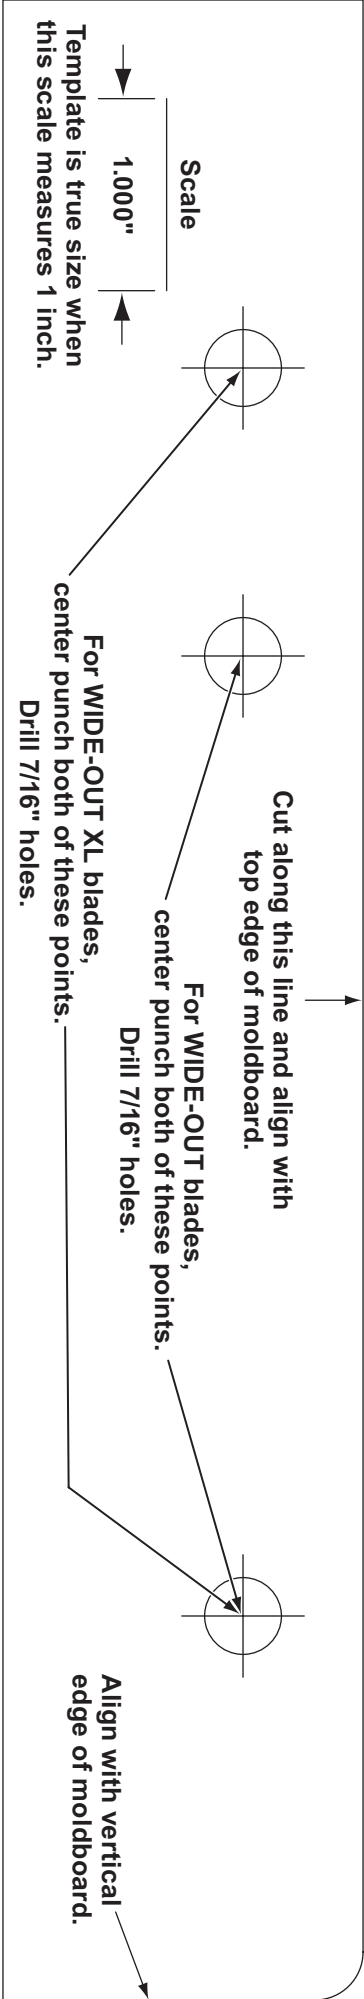 Scale
1.000"
Template is true size when
this scale measures 1 inch.
Cut along this line and align with
top edge of moldboard.
For WIDE-OUT blades,
center punch both of these points.
Drill 7/16" holes.
For WIDE-OUT XL blades,
center punch both of these points.
Drill 7/16" holes.
Align with vertical
edge of moldboard.